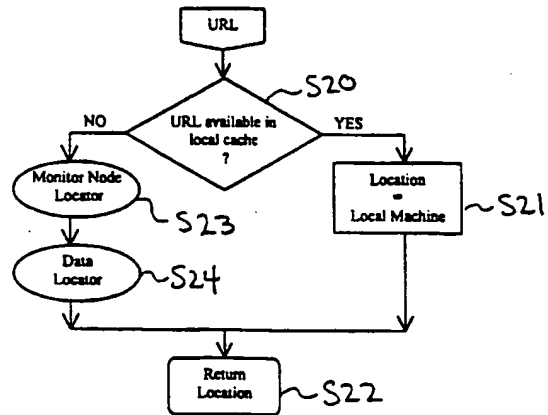 URL
S20
URL available in
local cache
?
NO
YES
Monitor Node
Locator
S23
Location
=
Local Machine
S21
Data
Locator
S24
Return
Location
S22